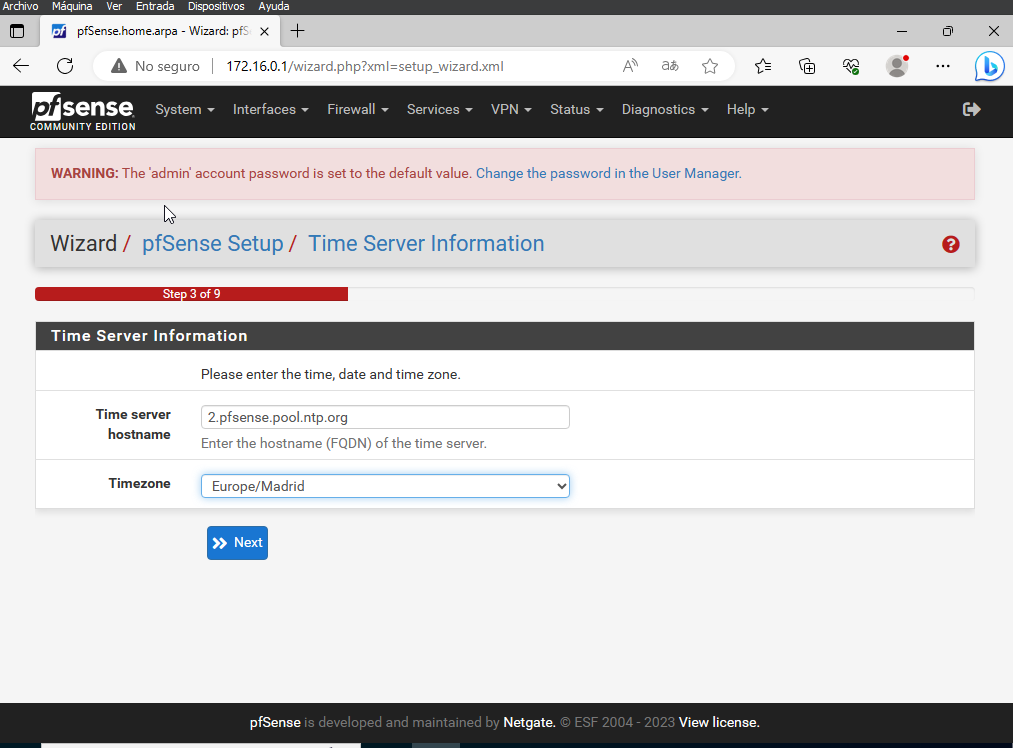 Archivo Máquina Ver Entrada Dispositivos Ayuda
pfSense.home.arpa - Wizard: pfS
No seguro 172.16.0.1/wizard.php?xml=setup_wizard.xml
pfsense
COMMUNITY EDITION
System Interfaces Firewall Services VPN Status Diagnostics Help
WARNING: The 'admin' account password is set to the default value. Change the password in the User Manager.
Wizard / pfSense Setup / Time Server Information
Step 3 of 9
Time Server Information
Please enter the time, date and time zone.
Time server hostname
2.pfsense.pool.ntp.org
Enter the hostname (FQDN) of the time server.
Timezone
Europe/Madrid
Next
pfSense is developed and maintained by Netgate. © ESF 2004 - 2023 View license.